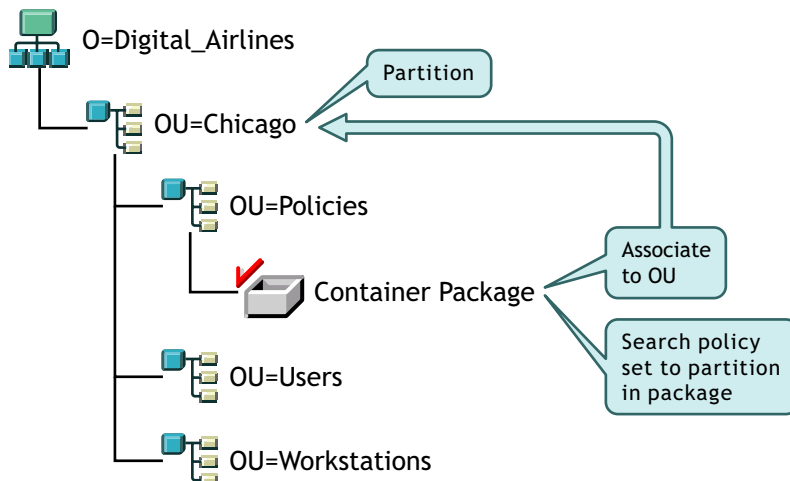 O=Digital_Airlines
Partition
OU=Chicago
OU=Policies
Associate
to OU
Container Package
Search policy
set to partition
in package
OU=Users
OU=Workstations